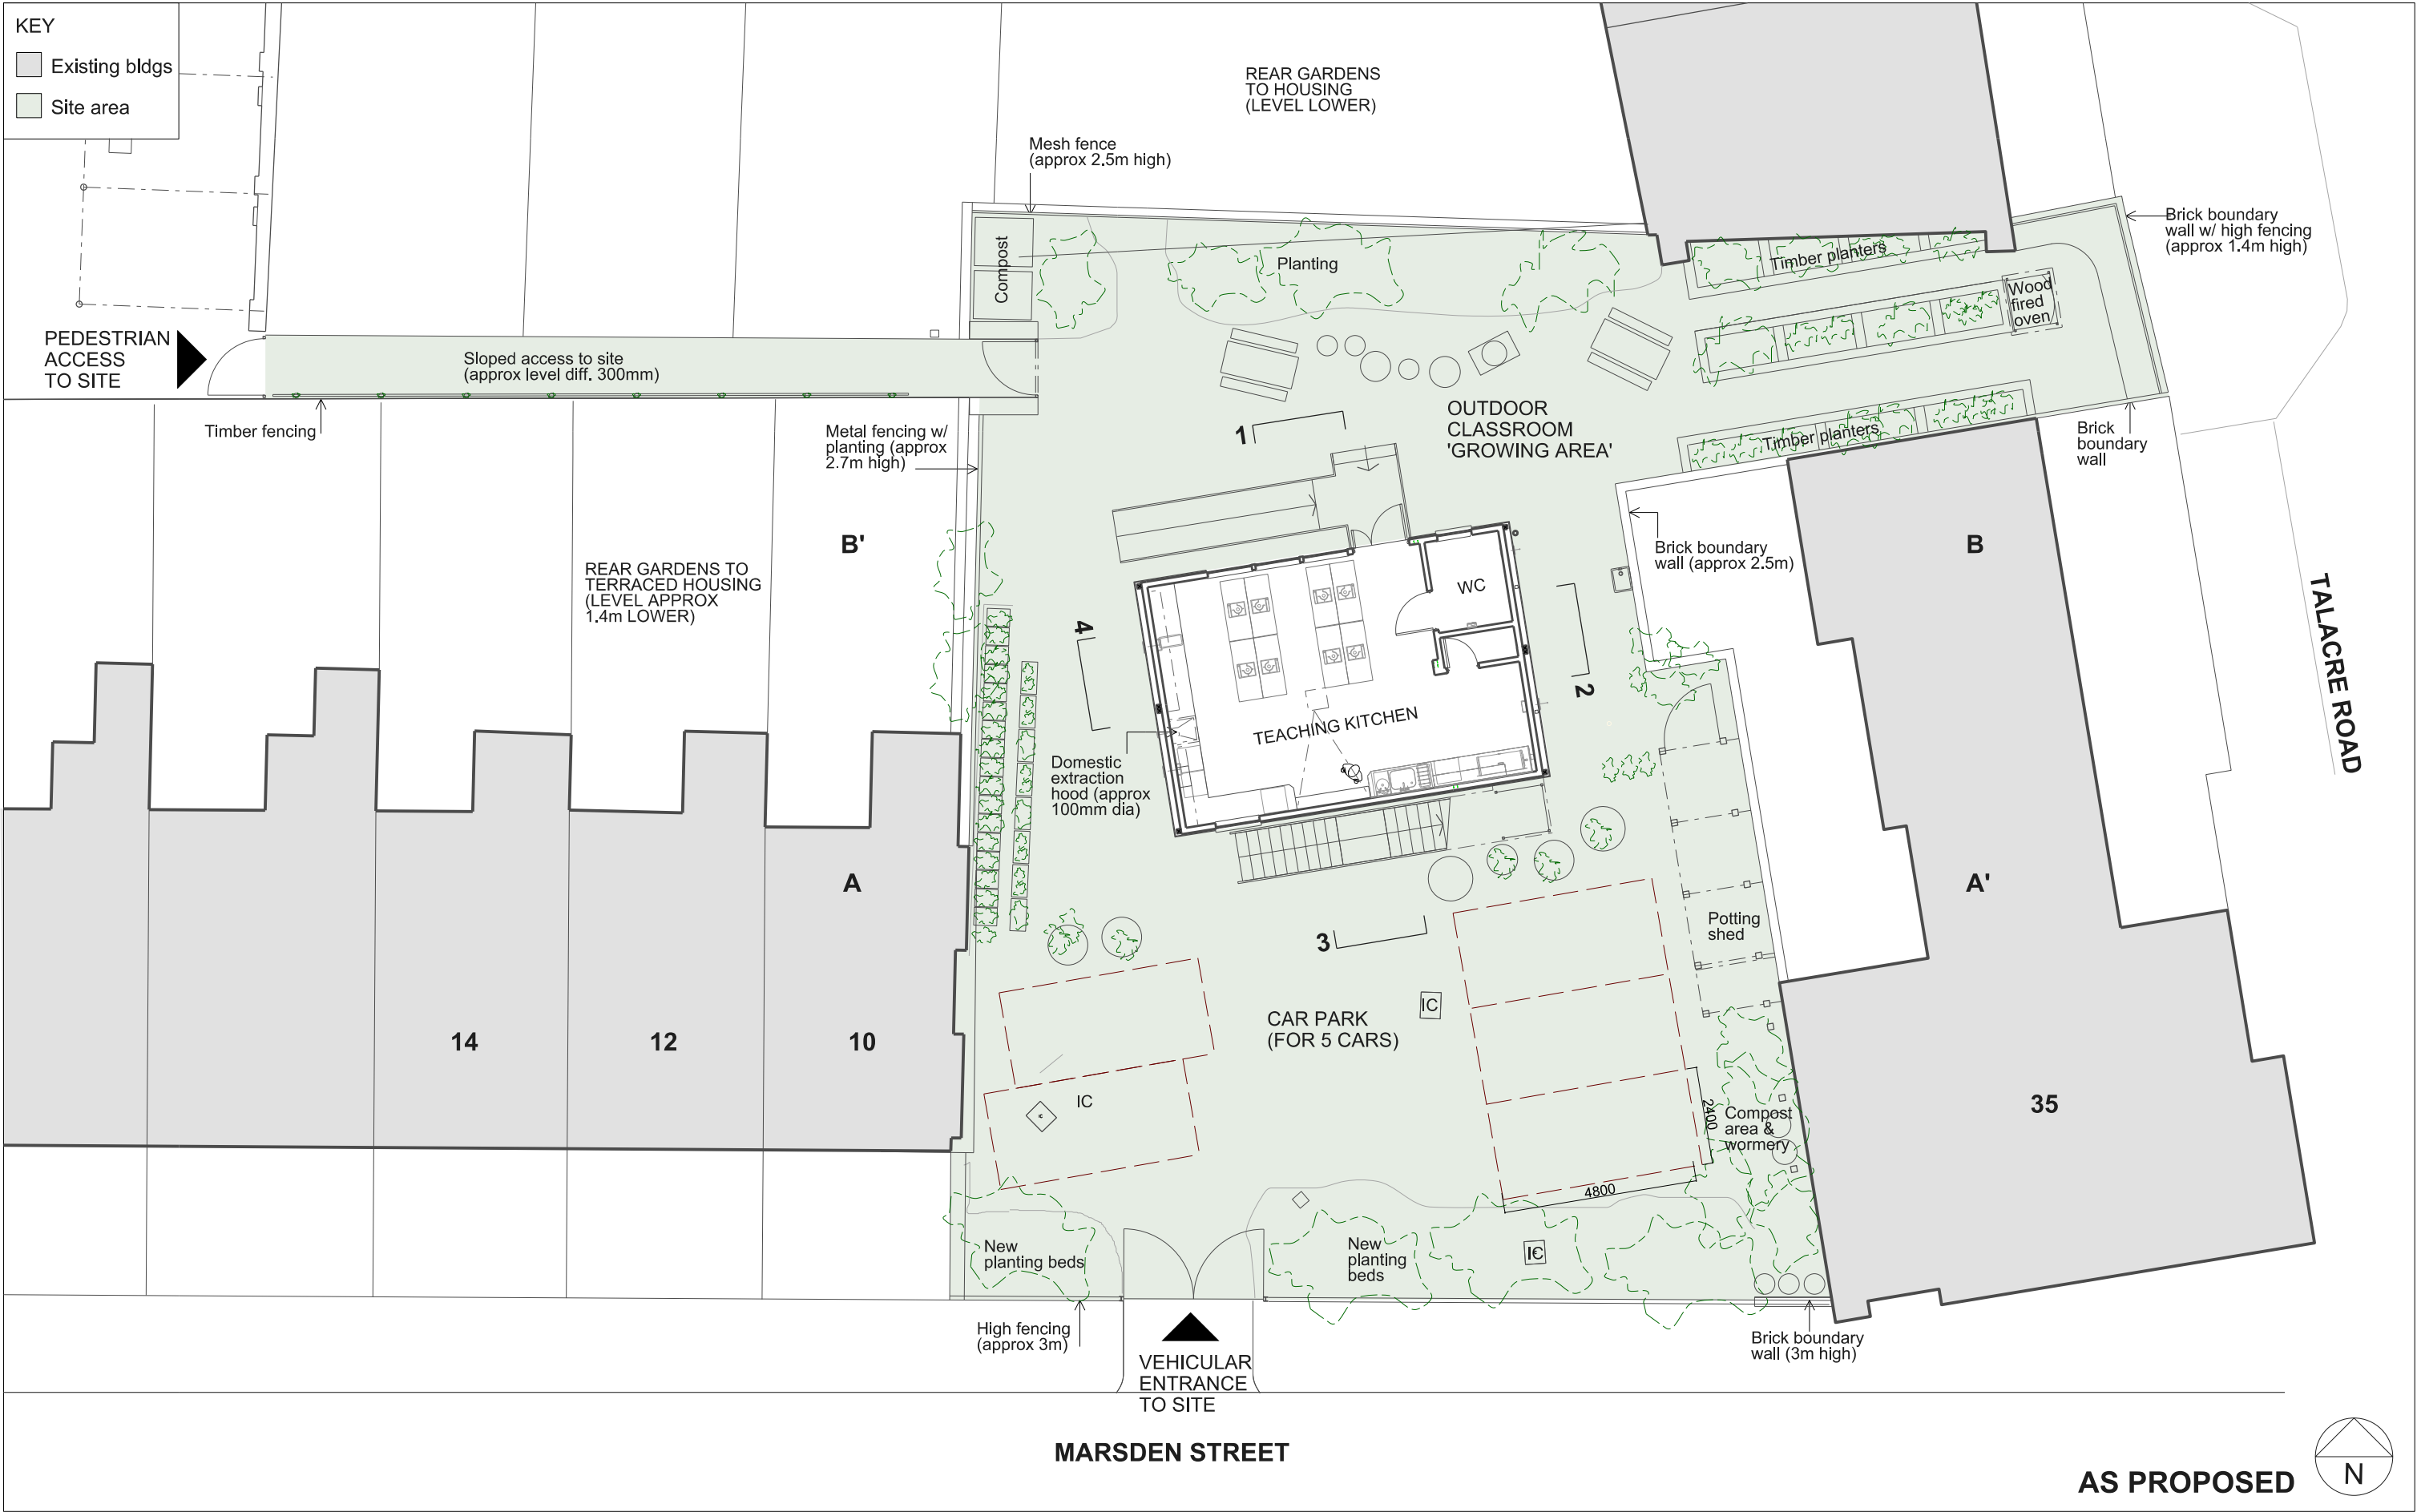 KEY
Existing bldgs
Site area
REAR GARDENS
TO HOUSING
(LEVEL LOWER)
Mesh fence
(approx 2.5m high)
Brick boundary
wall w/ high fencing
(approx 1.4m high)
Compost
Planting
Timber planters
Wood
fired
oven
PEDESTRIAN
ACCESS
TO SITE
Sloped access to site
(approx level diff. 300mm)
Timber fencing
Metal fencing w/
planting (approx
2.7m high)
1
OUTDOOR
CLASSROOM
'GROWING AREA'
Timber planters
Brick
boundary
wall
B'
REAR GARDENS TO
TERRACED HOUSING
(LEVEL APPROX
1.4m LOWER)
Brick boundary
wall (approx 2.5m)
B
WC
4
2
TALACRE ROAD
TEACHING KITCHEN
Domestic
extraction
hood (approx
100mm dia)
A
A'
3
Potting
shed
14
12
10
CAR PARK
(FOR 5 CARS)
IC
IC
2400
Compost
area &
wormery
35
4800
New
planting beds
New
planting
beds
IC
High fencing
(approx 3m)
VEHICULAR
ENTRANCE
TO SITE
Brick boundary
wall (3m high)
MARSDEN STREET
AS PROPOSED
N